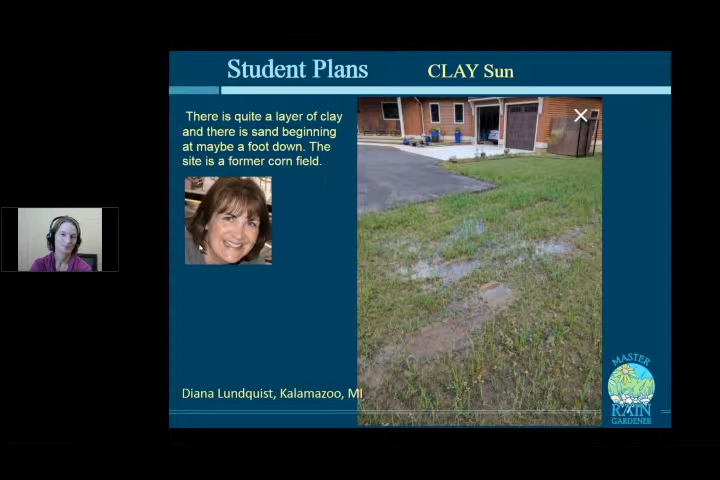 Student Plans CLAY Sun
There is quite a layer of clay
and there is sand beginning
at maybe a foot down. The
site is a former corn field.
Diana Lundquist, Kalamazoo, MI
MASTER
RAIN
GARDENER